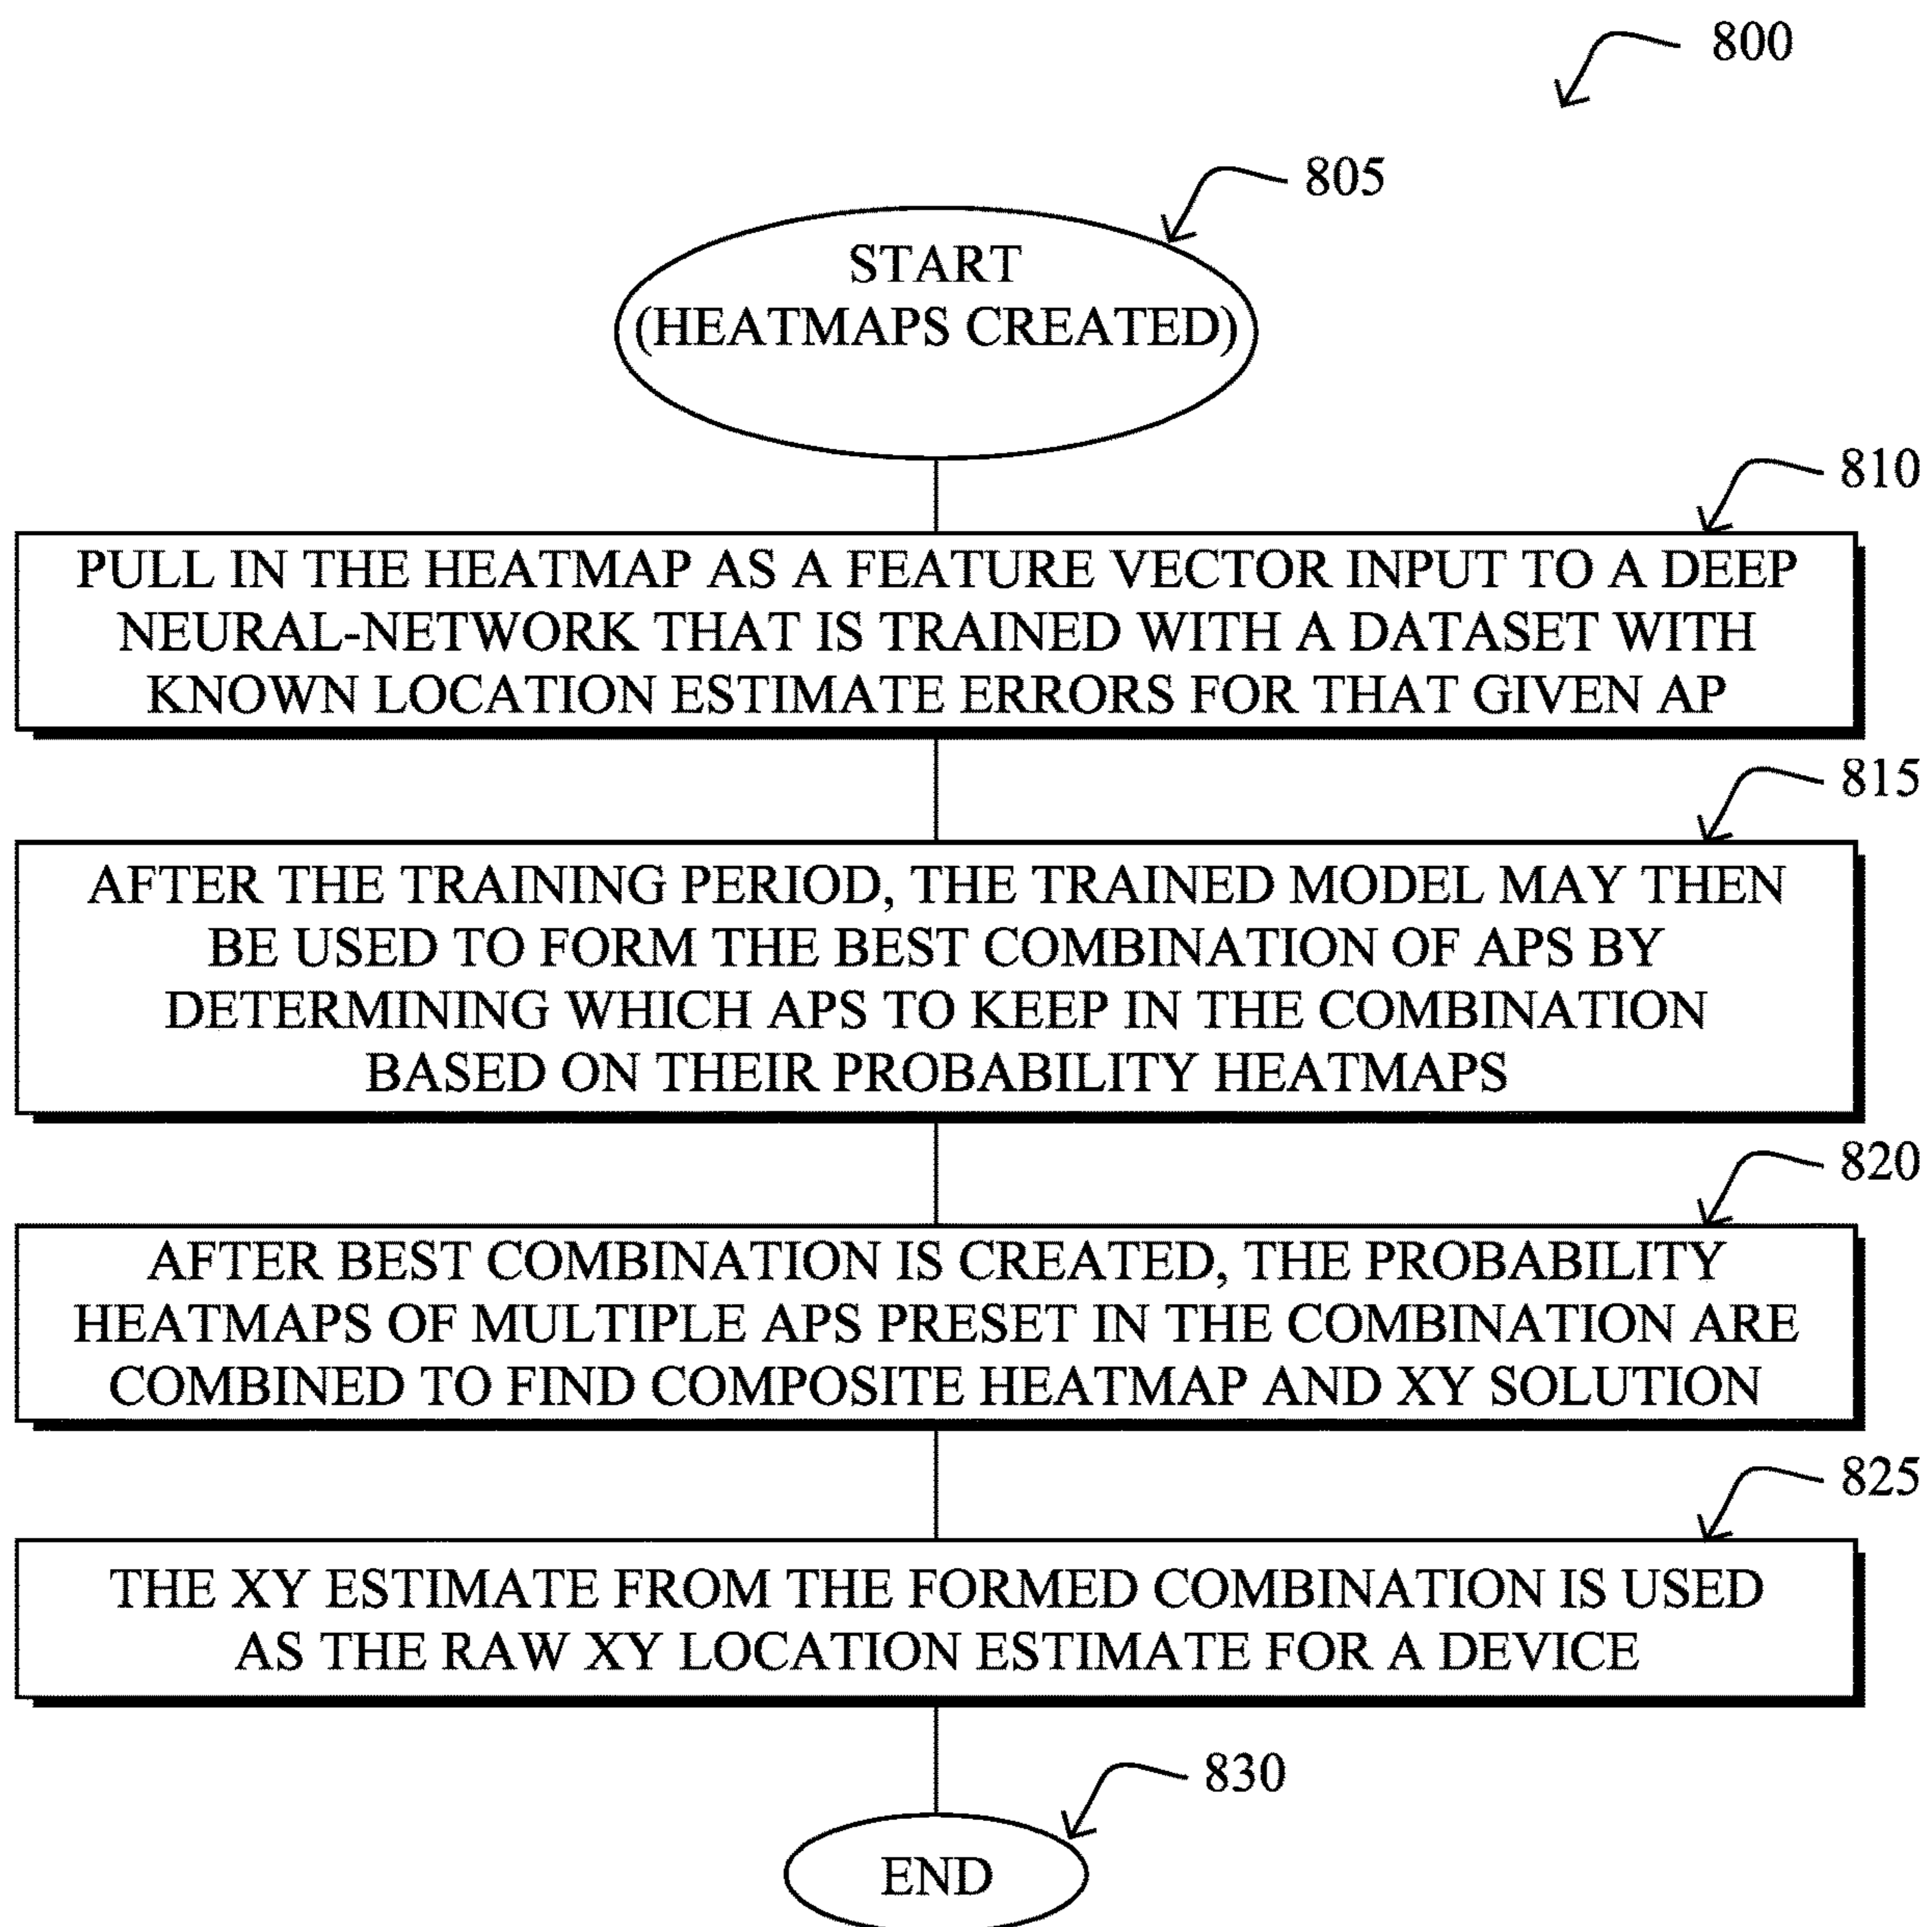 800
805
START
(HEATMAPS CREATED)
810
PULL IN THE HEATMAP AS A FEATURE VECTOR INPUT TO A DEEP
NEURAL-NETWORK THAT IS TRAINED WITH A DATASET WITH
KNOWN LOCATION ESTIMATE ERRORS FOR THAT GIVEN AP
815
AFTER THE TRAINING PERIOD, THE TRAINED MODEL MAY THEN
BE USED TO FORM THE BEST COMBINATION OF APS BY
DETERMINING WHICH APS TO KEEP IN THE COMBINATION
BASED ON THEIR PROBABILITY HEATMAPS
820
AFTER BEST COMBINATION IS CREATED, THE PROBABILITY
HEATMAPS OF MULTIPLE APS PRESET IN THE COMBINATION ARE
COMBINED TO FIND COMPOSITE HEATMAP AND XY SOLUTION
825
THE XY ESTIMATE FROM THE FORMED COMBINATION IS USED
AS THE RAW XY LOCATION ESTIMATE FOR A DEVICE
830
END